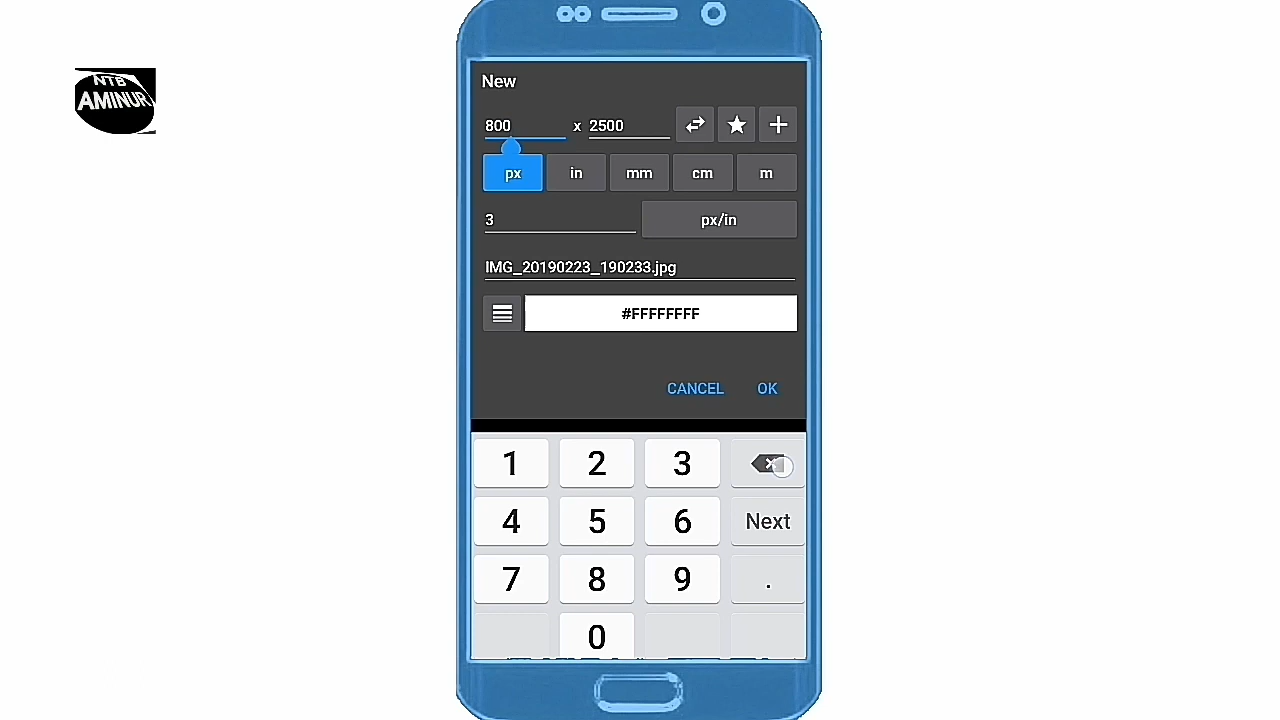 NTB
AMINUR
New
800 x 2500
px in mm cm m
3 px/in
IMG_20190223_190233.jpg
#FFFFFFFF
CANCEL OK
1 2 3
4 5 6 Next
7 8 9 .
0